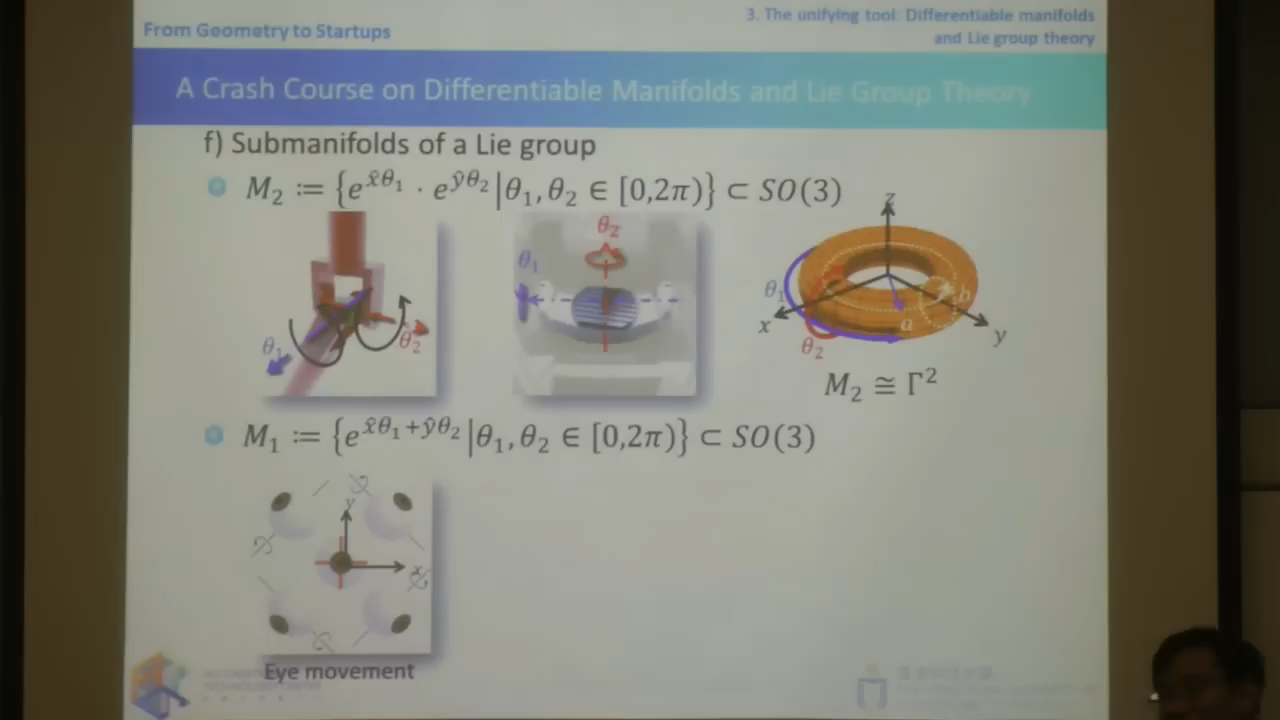 From Geometry to Startups
3. The unifying tool: Differentiable manifolds
and Lie group theory
A Crash Course on Differentiable Manifolds and Lie Group Theory
f) Submanifolds of a Lie group
M₂ ≔ {e^{x̂θ₁} · e^{ŷθ₂}|θ₁, θ₂ ∈ [0,2π)} ⊂ SO(3)
θ₁
θ₂
θ₁
θ₂
z
θ₁
θ₂
x
y
a
b
M₂ ≅ Γ²
M₁ ≔ {e^{x̂θ₁+ŷθ₂}|θ₁, θ₂ ∈ [0,2π)} ⊂ SO(3)
y
x
Eye movement